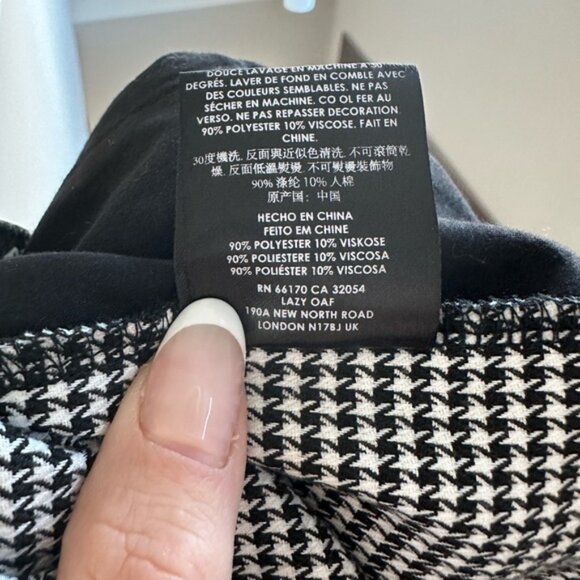 DOUCE LAVAGE EN MACHINE A 30
DEGRÉS. LAVER DE FOND EN COMBLE AVEC
DES COULEURS SEMBLABLES. NE PAS
SÉCHER EN MACHINE. CO OL FER AU
VERSO. NE PAS REPASSER DECORATION
90% POLYESTER 10% VISCOSE. FAIT EN
CHINE.
30度機洗. 反面與近似色清洗. 不可滾筒乾
燥. 反面低溫熨燙. 不可熨燙裝飾物
90% 涤纶 10% 人棉
原产国: 中国
HECHO EN CHINA
FEITO EM CHINE
90% POLYESTER 10% VISKOSE
90% POLIESTERE 10% VISCOSA
90% POLIÉSTER 10% VISCOSA
RN 66170 CA 32054
LAZY OAF
190A NEW NORTH ROAD
LONDON N17BJ UK